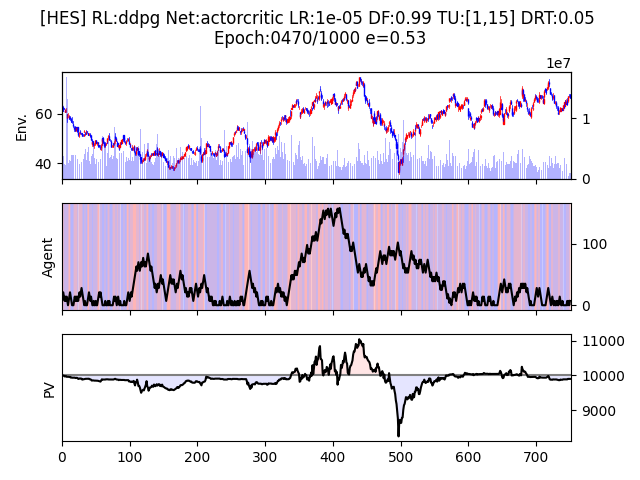 [HES] RL:ddpg Net:actorcritic LR:1e-05 DF:0.99 TU:[1,15] DRT:0.05
Epoch:0470/1000 e=0.53
1e7
Env.
60
40
1
0
Agent
100
0
PV
11000
10000
9000
0 100 200 300 400 500 600 700